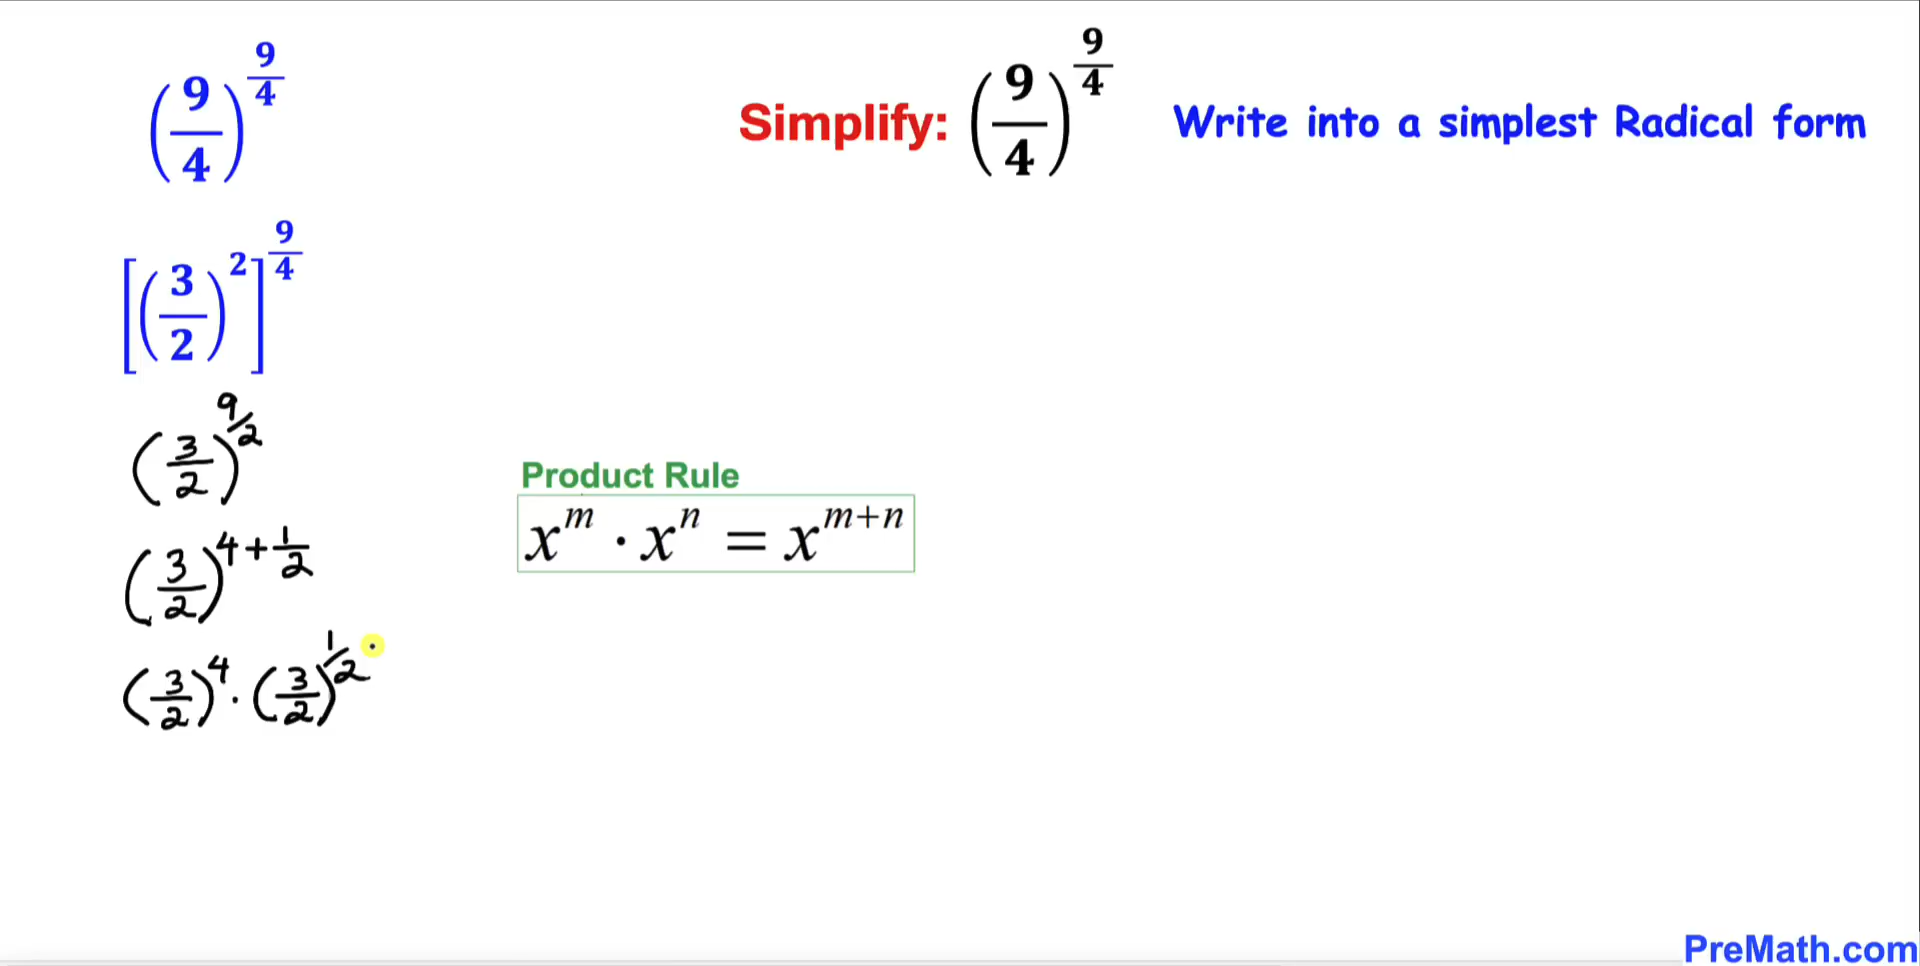 (9/4)^(9/4)
Simplify: (9/4)^(9/4) Write into a simplest Radical form
[(3/2)^2]^(9/4)
(3/2)^(9/2)
Product Rule
x^m · x^n = x^(m+n)
(3/2)^(4+1/2)
(3/2)^4 · (3/2)^(1/2)
PreMath.com